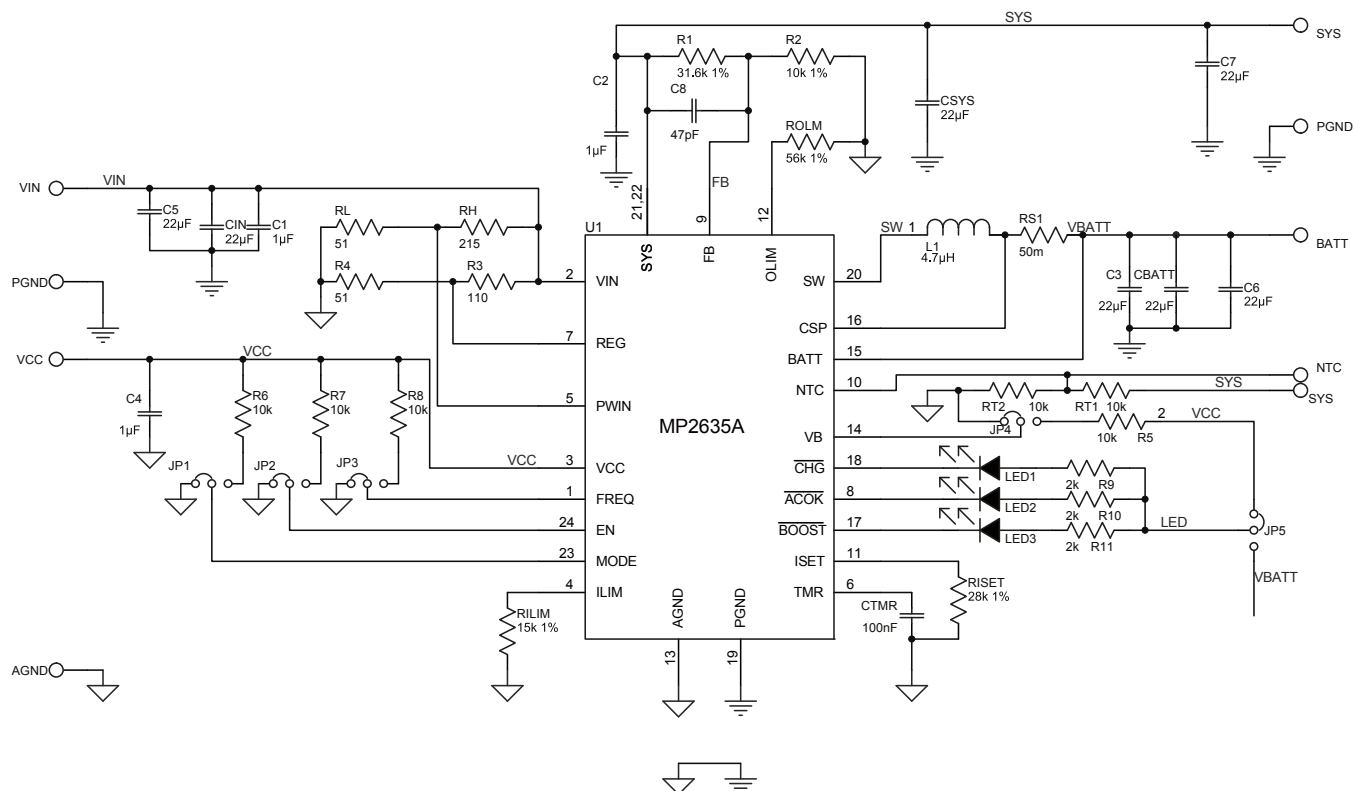 SYS
SYS
R1
31.6k 1%
R2
10k 1%
C2
1µF
C8
47pF
ROLM
56k 1%
CSYS
22µF
C7
22µF
PGND
VIN
VIN
C5
22µF
CIN
22µF
C1
1µF
RL
51
RH
215
R4
51
R3
110
PGND
21,22
FB
9
12
U1
SYS
FB
OLIM
SW 1
L1
4.7µH
RS1
50m
VBATT
BATT
C3
22µF
CBATT
22µF
C6
22µF
2
VIN
SW
20
CSP
16
7
REG
BATT
15
VCC
VCC
NTC
10
NTC
SYS
SYS
C4
1µF
R6
10k
R7
10k
R8
10k
5
PWIN
MP2635A
RT2
10k
RT1
10k
JP4
2
VCC
10k
R5
VB
14
JP1
JP2
JP3
VCC
3
VCC
CHG
18
LED1
2k
R9
1
FREQ
ACOK
8
LED2
2k
R10
24
EN
BOOST
17
LED3
2k
R11
LED
JP5
VBATT
23
MODE
ISET
11
RISET
28k 1%
4
ILIM
TMR
6
CTMR
100nF
RILIM
15k 1%
AGND
PGND
13
19
AGND